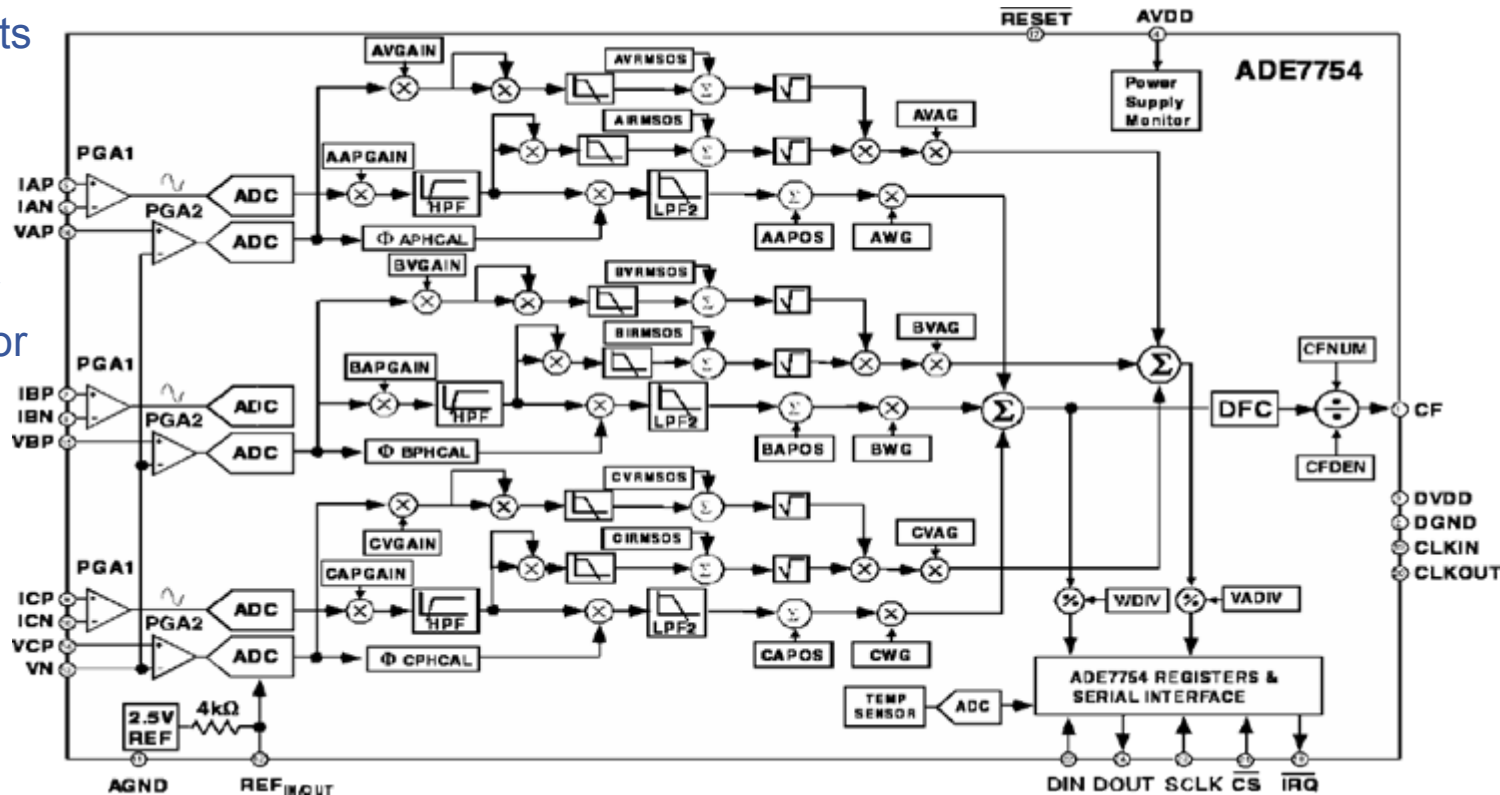 ts
or
RESET
AVDD
ADE7754
Power
Supply
Monitor
AVGAIN
AVRMSOS
Σ
AIRMSOS
Σ
AVAG
PGA1
IAP
IAN
VAP
PGA2
ADC
ADC
AAPGAIN
HPF
LPF2
Σ
AAPOS
AWG
Φ APHCAL
BVGAIN
BVRMSOS
Σ
BIRMSOS
Σ
BVAG
PGA1
IBP
IBN
VBP
PGA2
ADC
ADC
BAPGAIN
HPF
LPF2
Σ
BAPOS
BWG
Φ BPHCAL
Σ
Σ
DFC
CFNUM
÷
CFDEN
CF
DVDD
DGND
CLKIN
CLKOUT
CVGAIN
CVRMSOS
Σ
CIRMSOS
Σ
CVAG
PGA1
ICP
ICN
VCP
VN
PGA2
ADC
ADC
CAPGAIN
HPF
LPF2
Σ
CAPOS
CWG
Φ CPHCAL
% WDIV
% VADIV
ADE7754 REGISTERS &
SERIAL INTERFACE
TEMP
SENSOR
ADC
2.5V
REF
4kΩ
AGND
REF IN/OUT
DIN DOUT SCLK CS IRQ